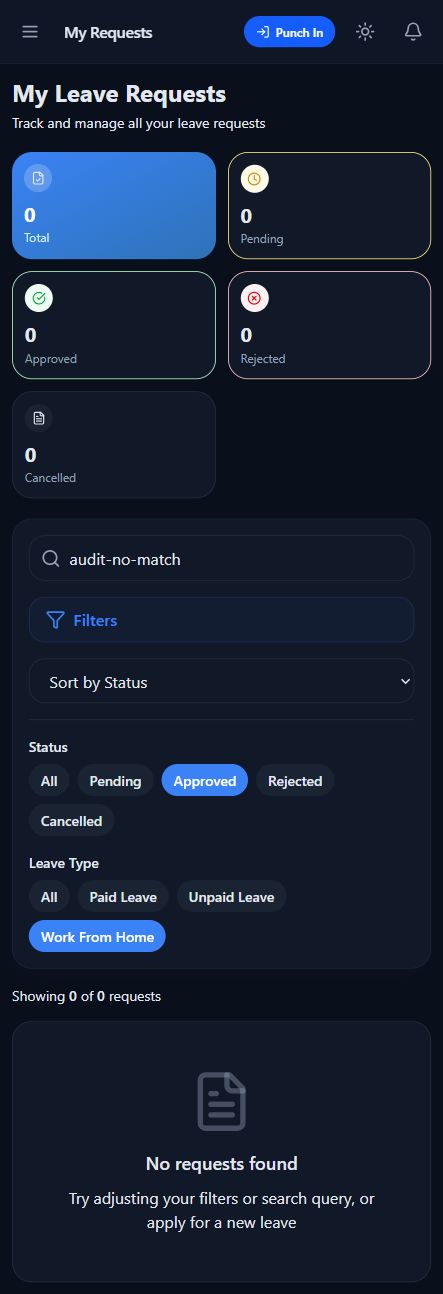 My Requests
Punch In
My Leave Requests
Track and manage all your leave requests
0
Total
0
Pending
0
Approved
0
Rejected
0
Cancelled
audit-no-match
Filters
Sort by Status
Status
All
Pending
Approved
Rejected
Cancelled
Leave Type
All
Paid Leave
Unpaid Leave
Work From Home
Showing 0 of 0 requests
No requests found
Try adjusting your filters or search query, or
apply for a new leave